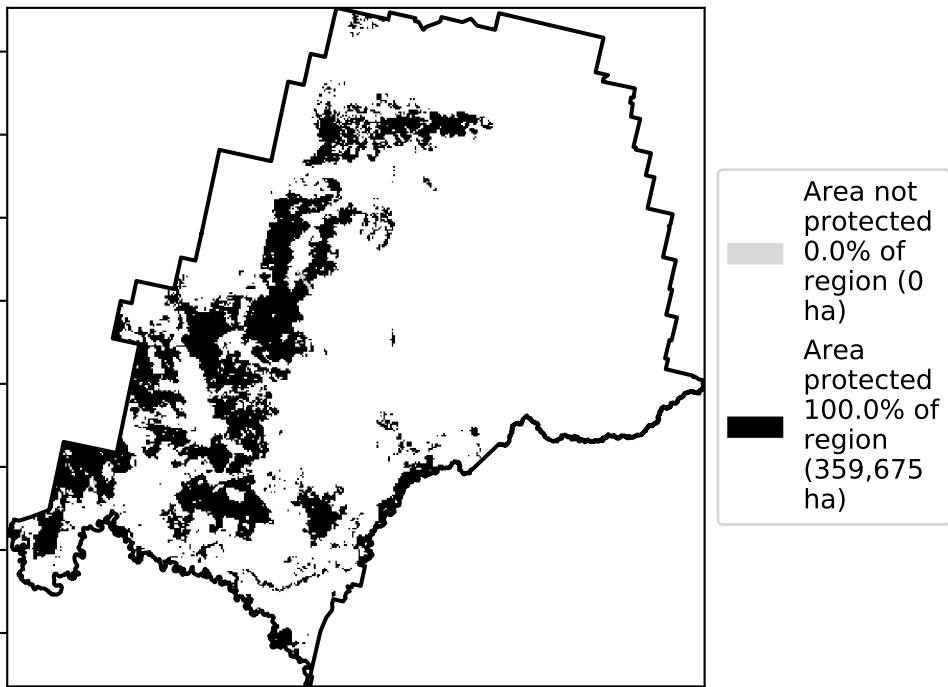 Area not
protected
0.0% of
region (0
ha)
Area
protected
100.0% of
region
(359,675
ha)